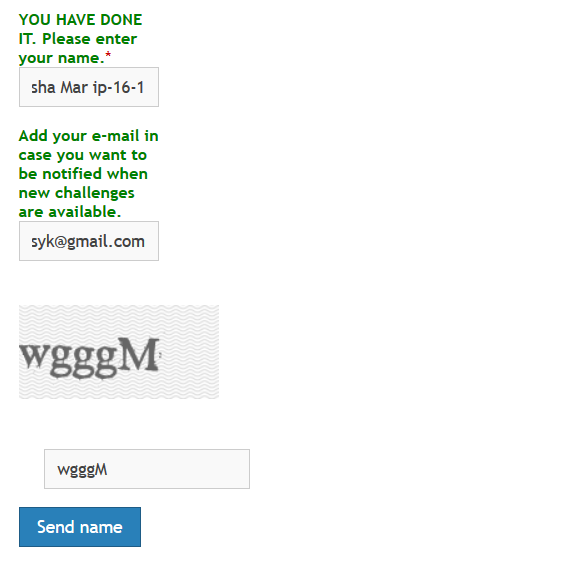 YOU HAVE DONE
IT. Please enter
your name.*
sha Mar ip-16-1
Add your e-mail in
case you want to
be notified when
new challenges
are available.
syk@gmail.com
wgggM
wgggM
Send name